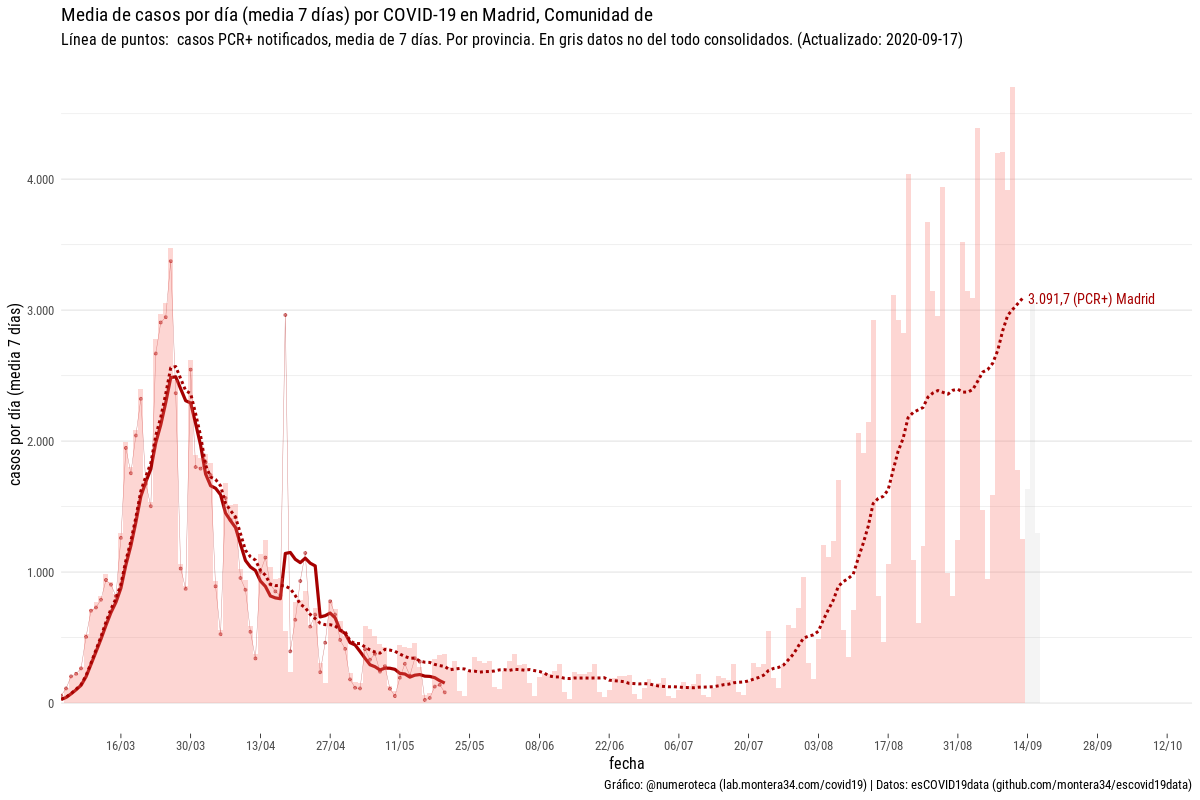 Media de casos por día (media 7 días) por COVID-19 en Madrid, Comunidad de
Línea de puntos:  casos PCR+ notificados, media de 7 días. Por provincia. En gris datos no del todo consolidados. (Actualizado: 2020-09-17)
casos por día (media 7 días)
4.000
3.000
2.000
1.000
0
3.091,7 (PCR+) Madrid
16/03 30/03 13/04 27/04 11/05 25/05 08/06 22/06 06/07 20/07 03/08 17/08 31/08 14/09 28/09 12/10
fecha
Gráfico: @numeroteca (lab.montera34.com/covid19) | Datos: esCOVID19data (github.com/montera34/escovid19data)